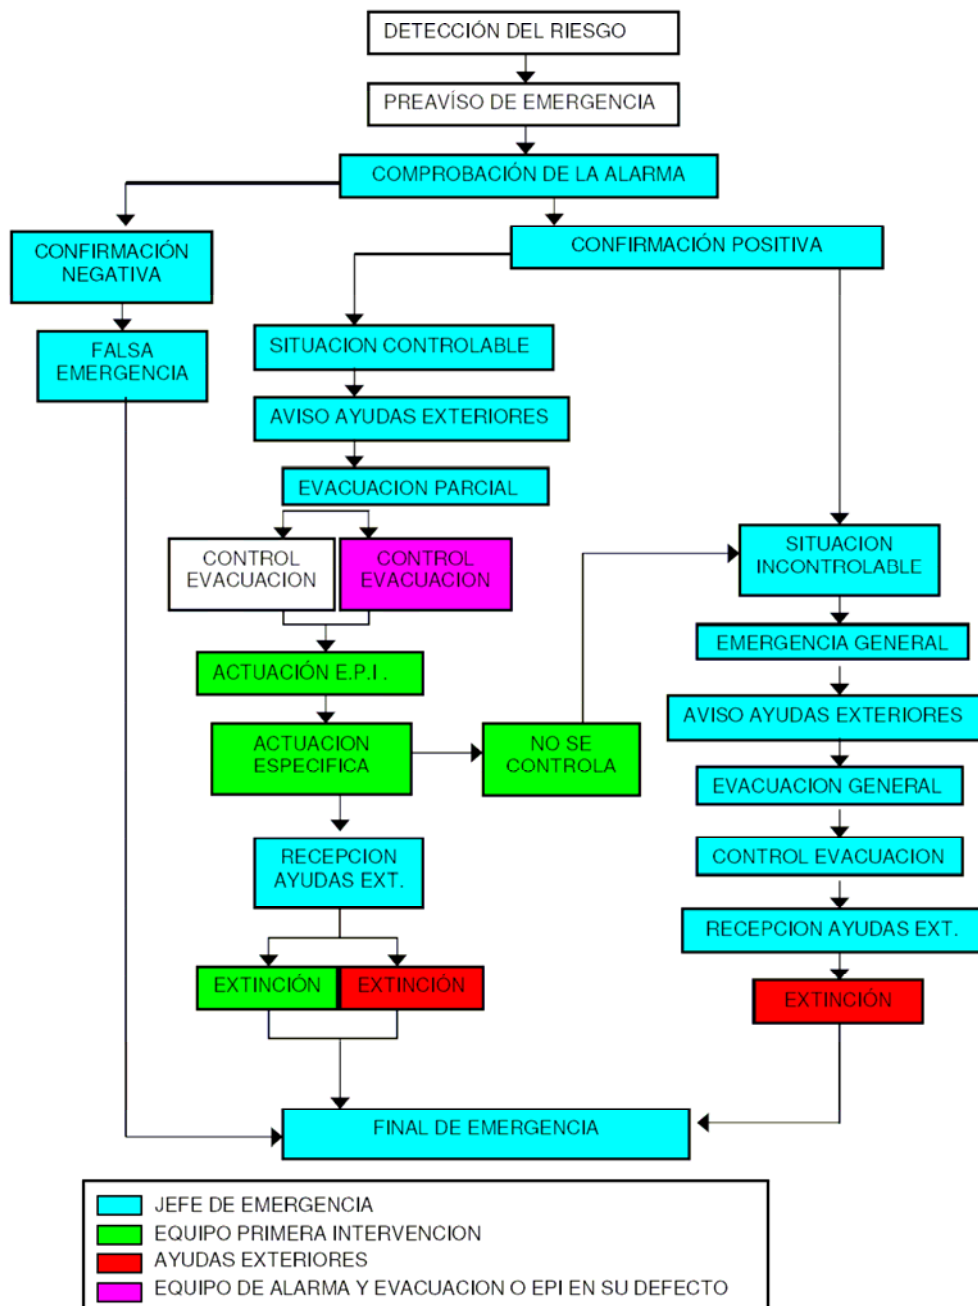 DETECCIÓN DEL RIESGO
PREAVÍSO DE EMERGENCIA
COMPROBACIÓN DE LA ALARMA
CONFIRMACIÓN
NEGATIVA
CONFIRMACIÓN POSITIVA
FALSA
EMERGENCIA
SITUACION CONTROLABLE
AVISO AYUDAS EXTERIORES
EVACUACION PARCIAL
CONTROL
EVACUACION
CONTROL
EVACUACION
SITUACION
INCONTROLABLE
ACTUACIÓN E.P.I .
EMERGENCIA GENERAL
ACTUACION
ESPECIFICA
NO SE
CONTROLA
AVISO AYUDAS EXTERIORES
EVACUACION GENERAL
RECEPCION
AYUDAS EXT.
CONTROL EVACUACION
RECEPCION AYUDAS EXT.
EXTINCIÓN
EXTINCIÓN
EXTINCIÓN
FINAL DE EMERGENCIA
JEFE DE EMERGENCIA
EQUIPO PRIMERA INTERVENCION
AYUDAS EXTERIORES
EQUIPO DE ALARMA Y EVACUACION O EPI EN SU DEFECTO